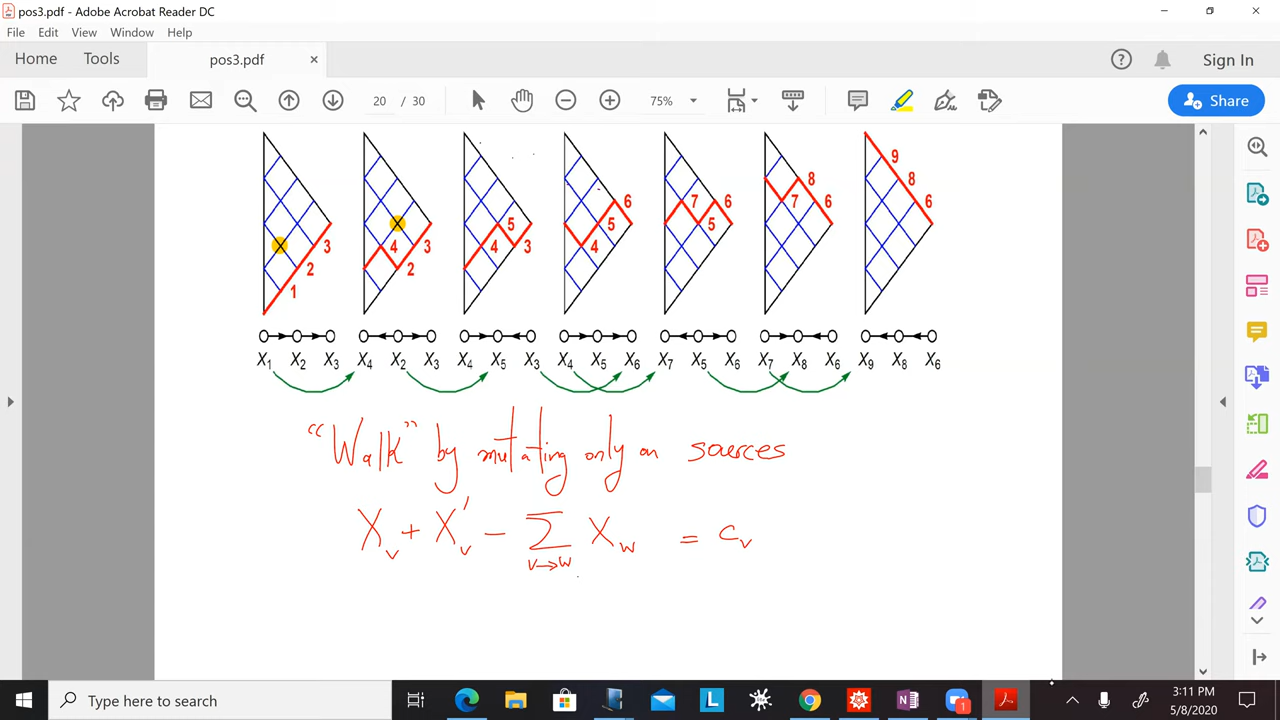 pos3.pdf - Adobe Acrobat Reader DC
File Edit View Window Help
Home Tools pos3.pdf × Sign In
20 / 30 75% Share
1 2 3 4 2 3 4 5 3 4 5 6 7 5 6 7 8 6 9 8 6
X1 X2 X3 X4 X2 X3 X4 X5 X3 X4 X5 X6 X7 X5 X6 X7 X8 X6 X9 X8 X6
"Walk" by mutating only on sources
X_v + X_v' − ∑_{v→w} X_w = c_v
Type here to search
3:11 PM
5/8/2020